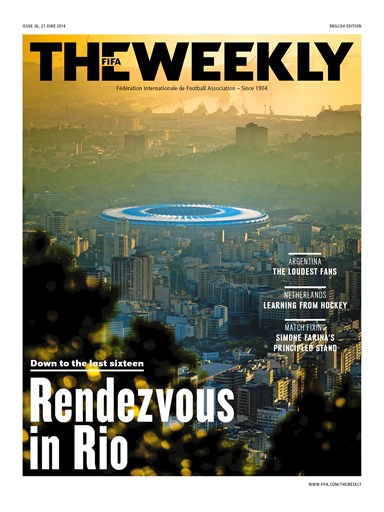 ISSUE 36, 27 JUNE 2014
ENGLISH EDITION
THE FIFA WEEKLY
Fédération Internationale de Football Association – Since 1904
ARGENTINA
THE LOUDEST FANS
NETHERLANDS
LEARNING FROM HOCKEY
MATCH FIXING
SIMONE FARINA'S
PRINCIPLED STAND
Down to the last sixteen
Rendezvous
in Rio
WWW.FIFA.COM/THEWEEKLY